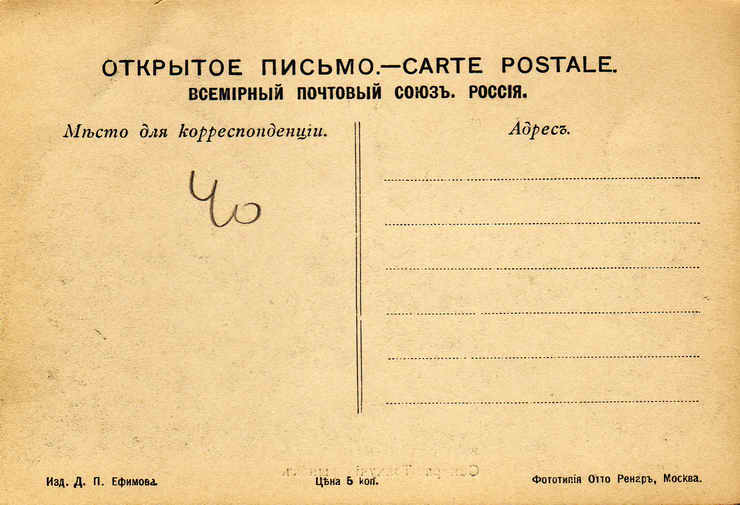 ОТКРЫТОЕ ПИСЬМО.—CARTE POSTALE.
ВСЕМІРНЫЙ ПОЧТОВЫЙ СОЮЗЪ. РОССІЯ.
Мѣсто для корреспонденціи.
Адресъ.
40
Изд. Д. П. Ефимова.
Цѣна 5 коп.
Фототипія Отто Ренаръ, Москва.